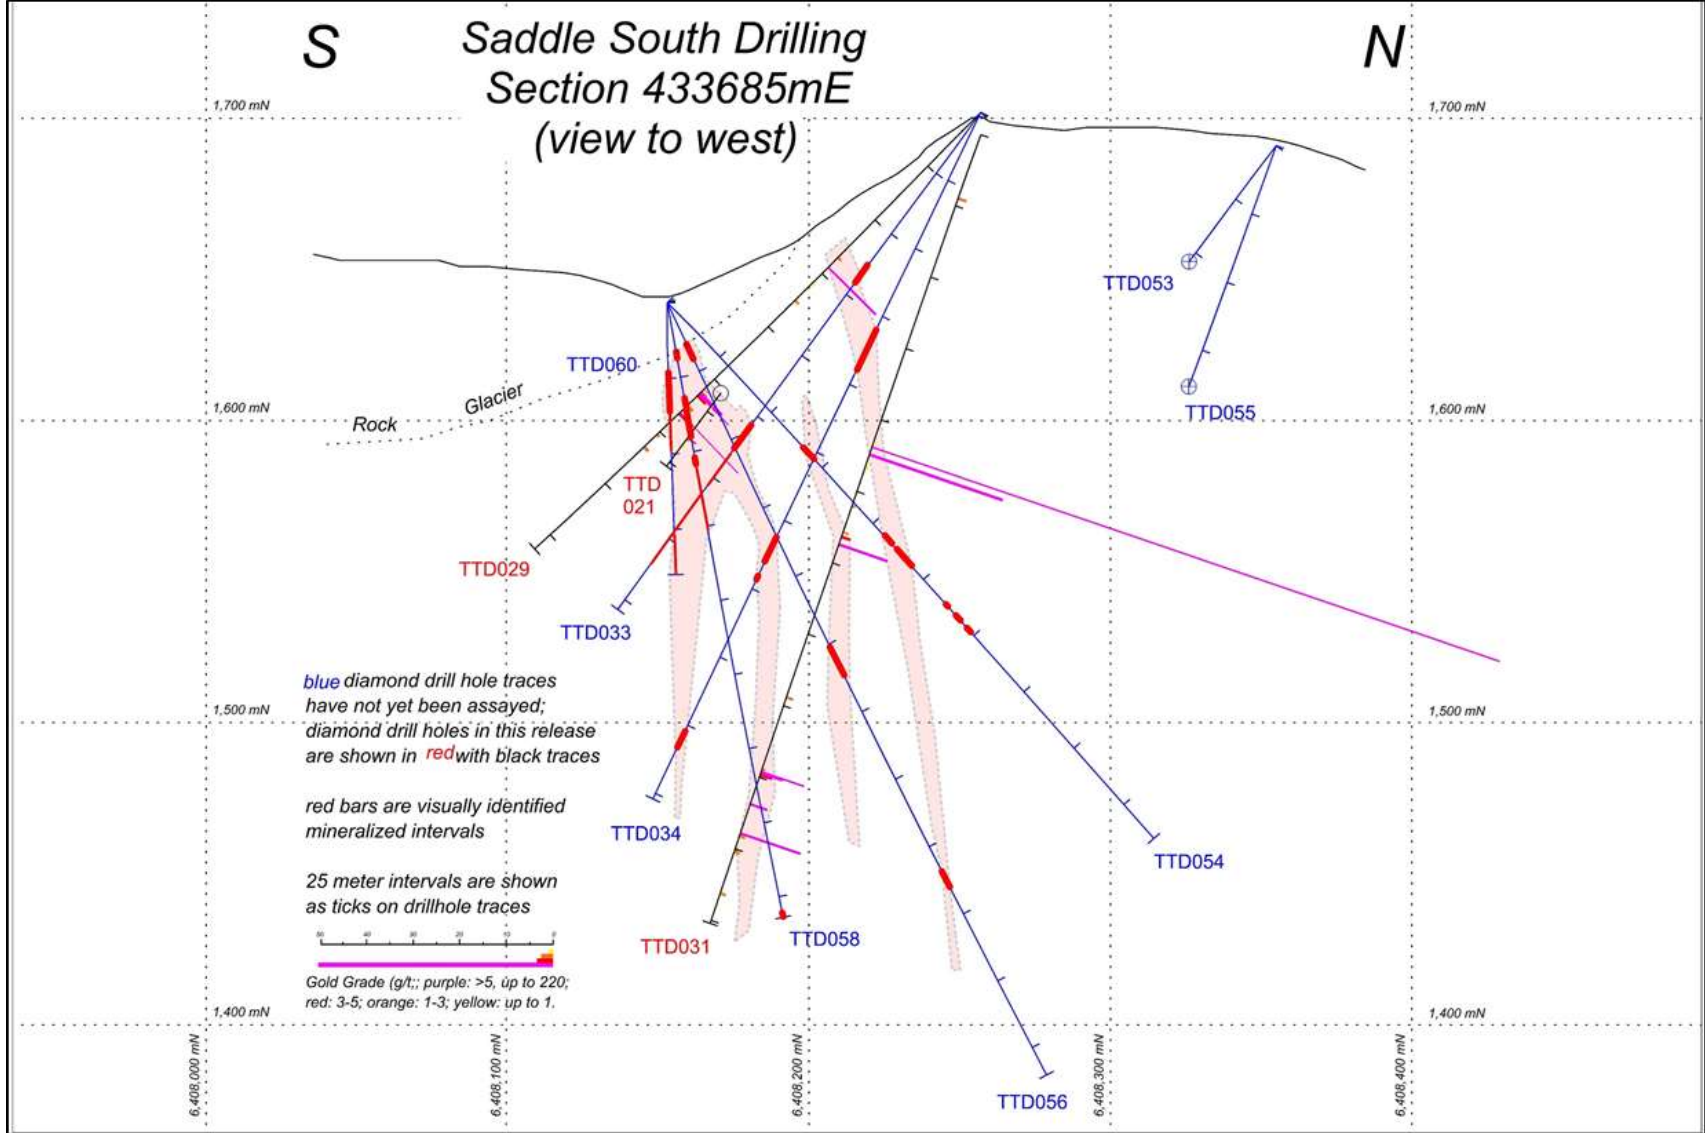 S
Saddle South Drilling
Section 433685mE
(view to west)
N
1,700 mN
1,700 mN
TTD053
TTD060
Glacier
Rock
1,600 mN
1,600 mN
TTD055
TTD
021
TTD029
TTD033
blue diamond drill hole traces
have not yet been assayed;
diamond drill holes in this release
are shown in red with black traces
1,500 mN
1,500 mN
red bars are visually identified
mineralized intervals
TTD034
TTD054
25 meter intervals are shown
as ticks on drillhole traces
TTD031
TTD058
50 40 30 20 10 0
Gold Grade (g/t;; purple: >5, up to 220;
red: 3-5; orange: 1-3; yellow: up to 1.
1,400 mN
1,400 mN
TTD056
6,408,000 mN
6,408,100 mN
6,408,200 mN
6,408,300 mN
6,408,400 mN